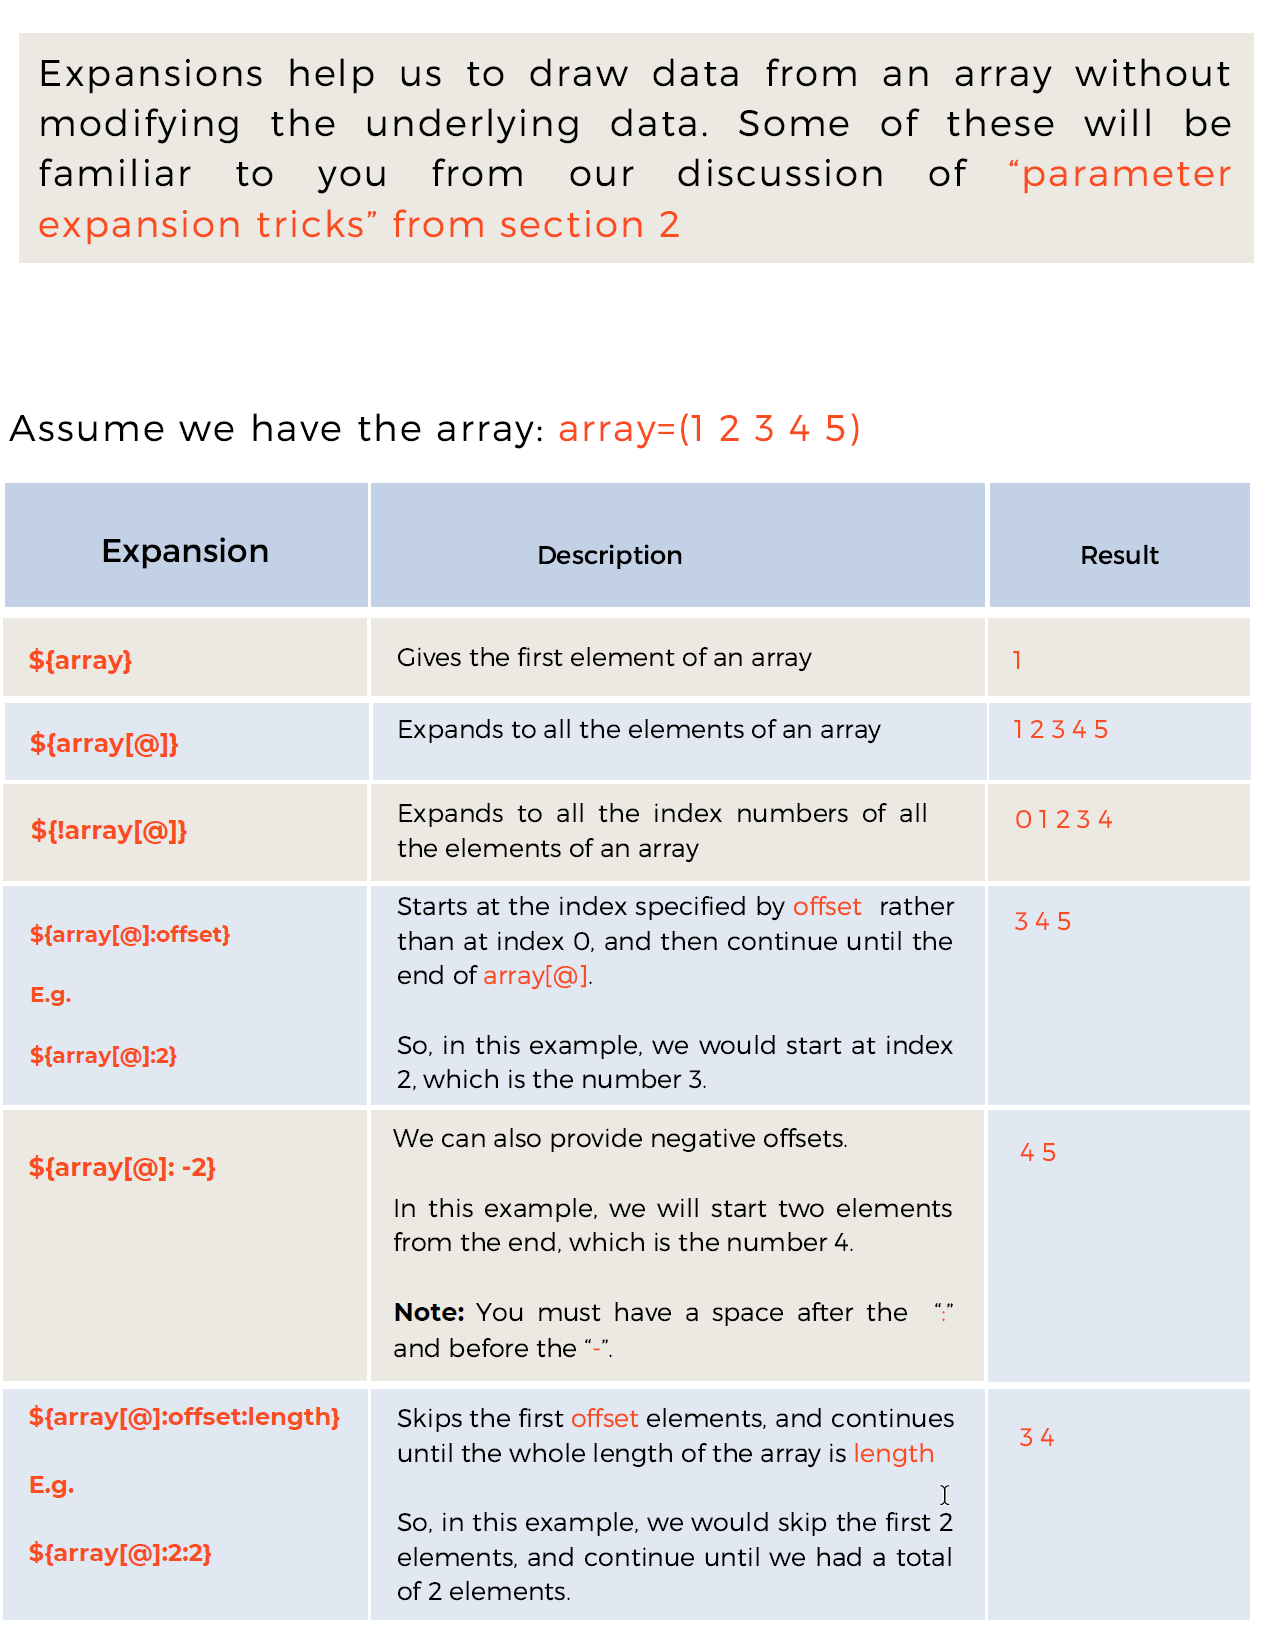 Expansions help us to draw data from an array without
modifying the underlying data. Some of these will be
familiar to you from our discussion of “parameter
expansion tricks” from section 2
Assume we have the array: array=(1 2 3 4 5)
Expansion
Description
Result
${array}
Gives the first element of an array
1
${array[@]}
Expands to all the elements of an array
1 2 3 4 5
${!array[@]}
Expands to all the index numbers of all
the elements of an array
0 1 2 3 4
${array[@]:offset}
E.g.
${array[@]:2}
Starts at the index specified by offset rather
than at index 0, and then continue until the
end of array[@].
So, in this example, we would start at index
2, which is the number 3.
3 4 5
${array[@]: -2}
We can also provide negative offsets.
In this example, we will start two elements
from the end, which is the number 4.
Note: You must have a space after the “:”
and before the “-”.
4 5
${array[@]:offset:length}
E.g.
${array[@]:2:2}
Skips the first offset elements, and continues
until the whole length of the array is length
So, in this example, we would skip the first 2
elements, and continue until we had a total
of 2 elements.
3 4